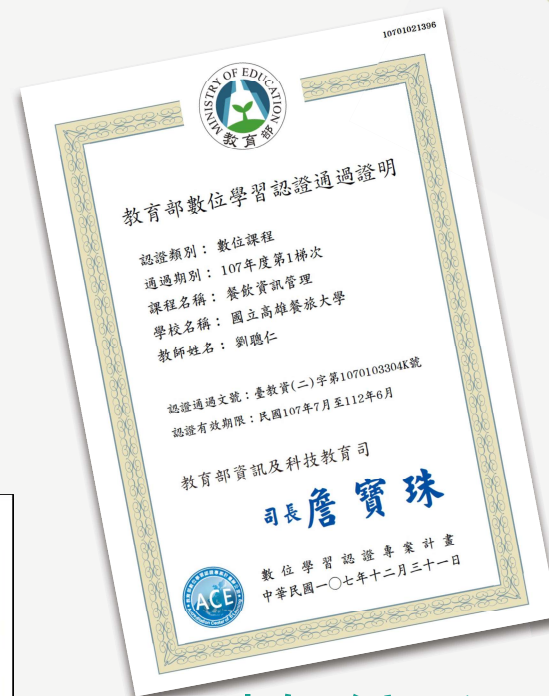 10701021396
MINISTRY OF EDUCATION
教育部
教育部數位學習認證通過證明
認證類別：數位課程
通過期別：107年度第1梯次
課程名稱：餐飲資訊管理
學校名稱：國立高雄餐旅大學
教師姓名：劉聰仁
認證通過文號：臺教資(二)字第1070103304K號
認證有效期限：民國107年7月至112年6月
教育部資訊及科技教育司
司長詹寶珠
ACE
數位學習認證專案計畫
中華民國一○七年十二月三十一日